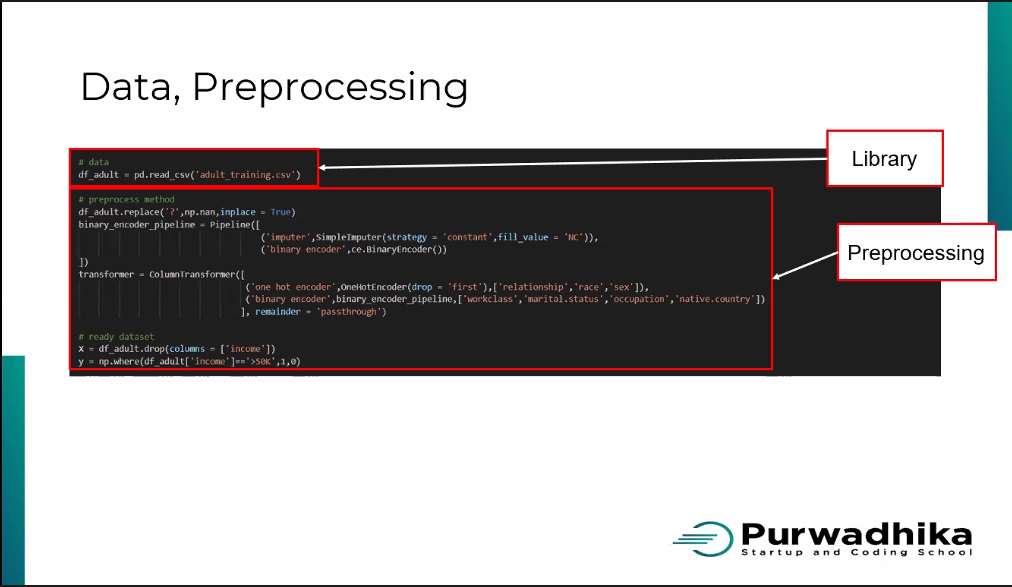 Data, Preprocessing
Library
# data
df_adult = pd.read_csv('adult_training.csv')
Preprocessing
# preprocess method
df_adult.replace('?',np.nan,inplace = True)
binary_encoder_pipeline = Pipeline([
('imputer',SimpleImputer(strategy = 'constant',fill_value = 'NC')),
('binary encoder',ce.BinaryEncoder())
])
transformer = ColumnTransformer([
('one hot encoder',OneHotEncoder(drop = 'first'),['relationship','race','sex']),
('binary encoder',binary_encoder_pipeline,['workclass','marital.status','occupation','native.country'])
], remainder = 'passthrough')
# ready dataset
X = df_adult.drop(columns = ['income'])
y = np.where(df_adult['income']=='>50K',1,0)
Purwadhika
Startup and Coding School